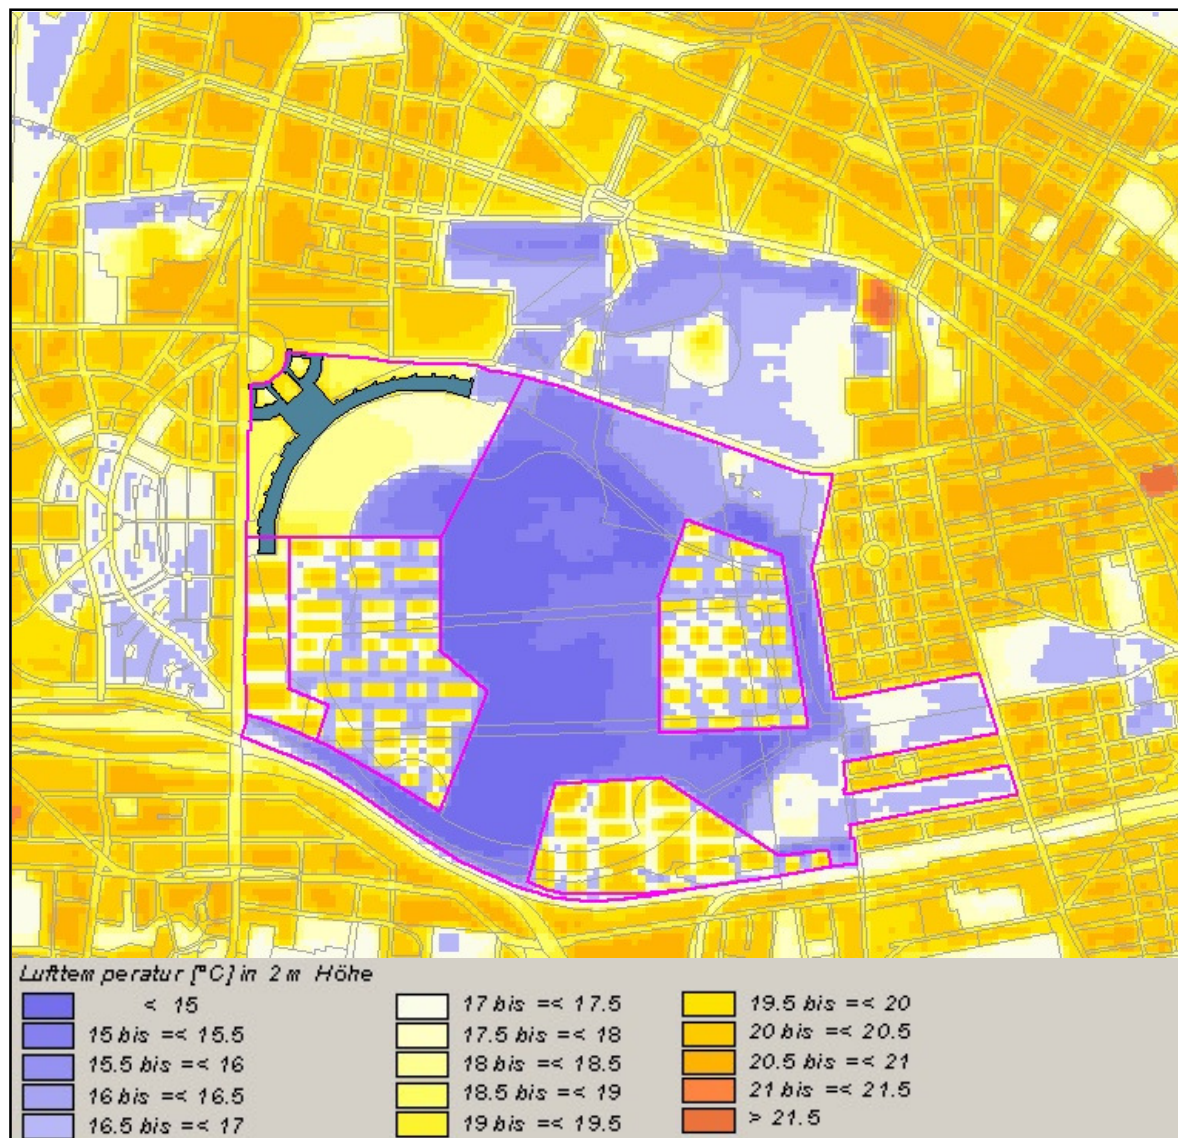 Lufttem peratur [°C] in 2 m Höhe
< 15
15 bis =< 15.5
15.5 bis =< 16
16 bis =< 16.5
16.5 bis =< 17
17 bis =< 17.5
17.5 bis =< 18
18 bis =< 18.5
18.5 bis =< 19
19 bis =< 19.5
19.5 bis =< 20
20 bis =< 20.5
20.5 bis =< 21
21 bis =< 21.5
> 21.5